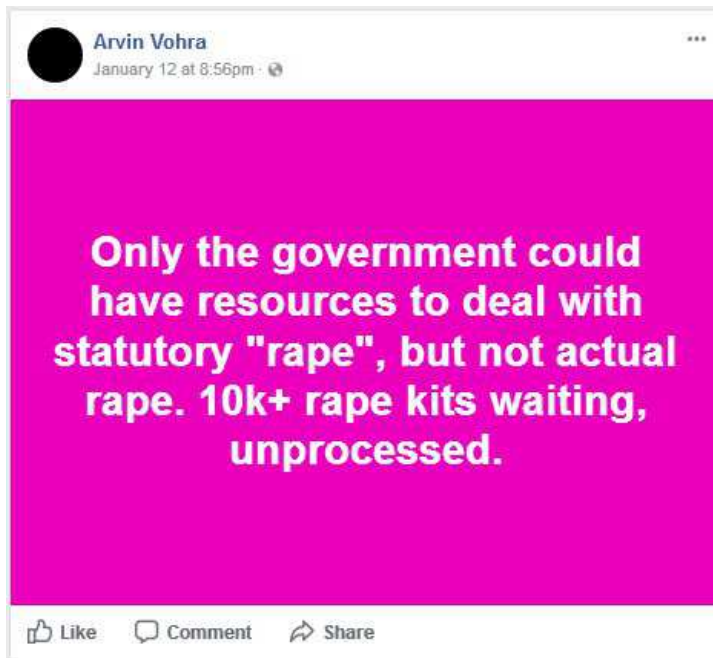 Arvin Vohra
January 12 at 8:56pm ·
Only the government could
have resources to deal with
statutory "rape", but not actual
rape. 10k+ rape kits waiting,
unprocessed.
Like Comment Share